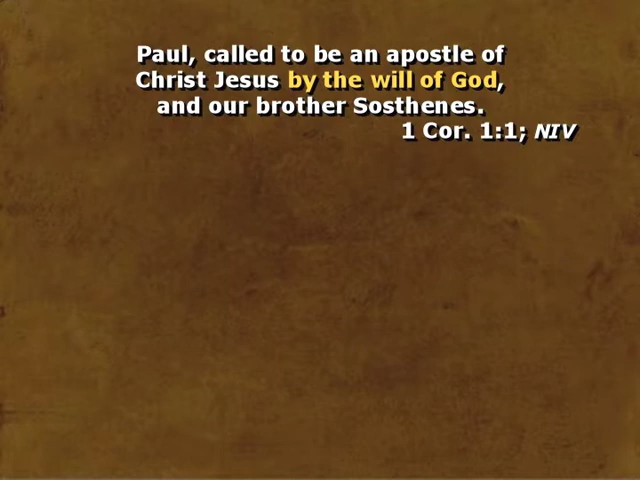 Paul, called to be an apostle of
Christ Jesus by the will of God,
and our brother Sosthenes.
1 Cor. 1:1; NIV